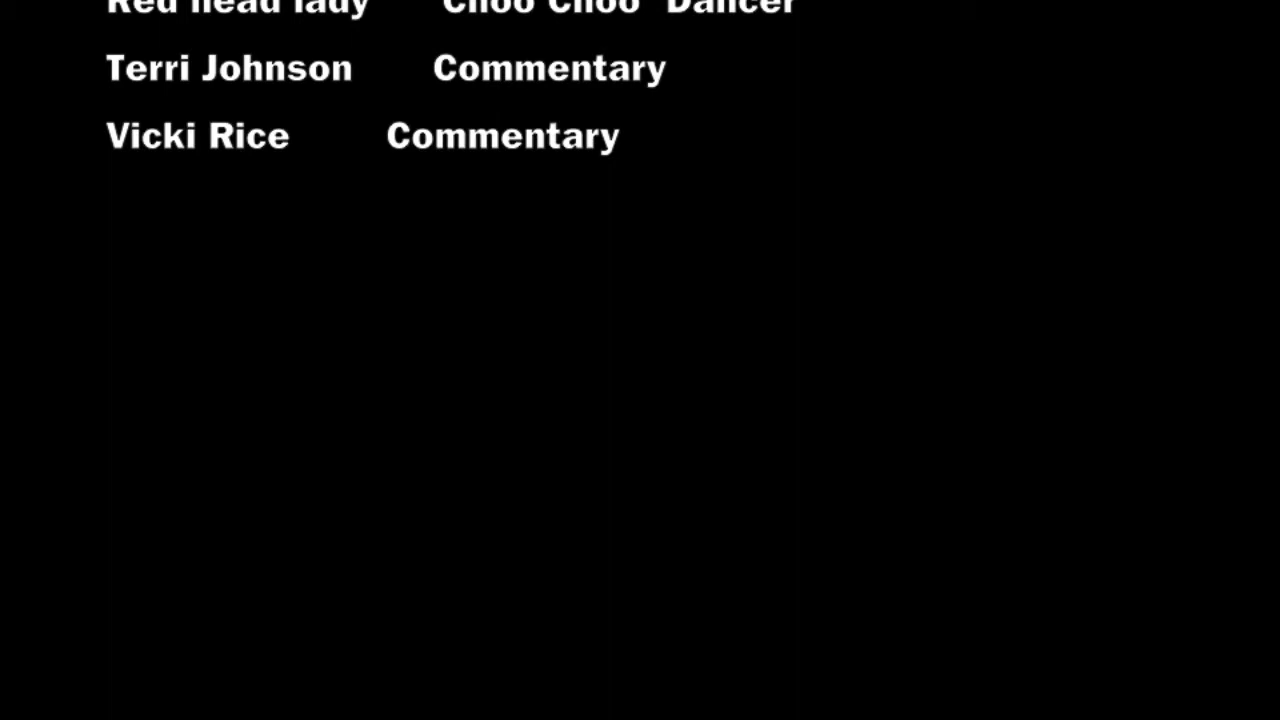 Red head lady Choo Choo Dancer
Terri Johnson Commentary
Vicki Rice Commentary